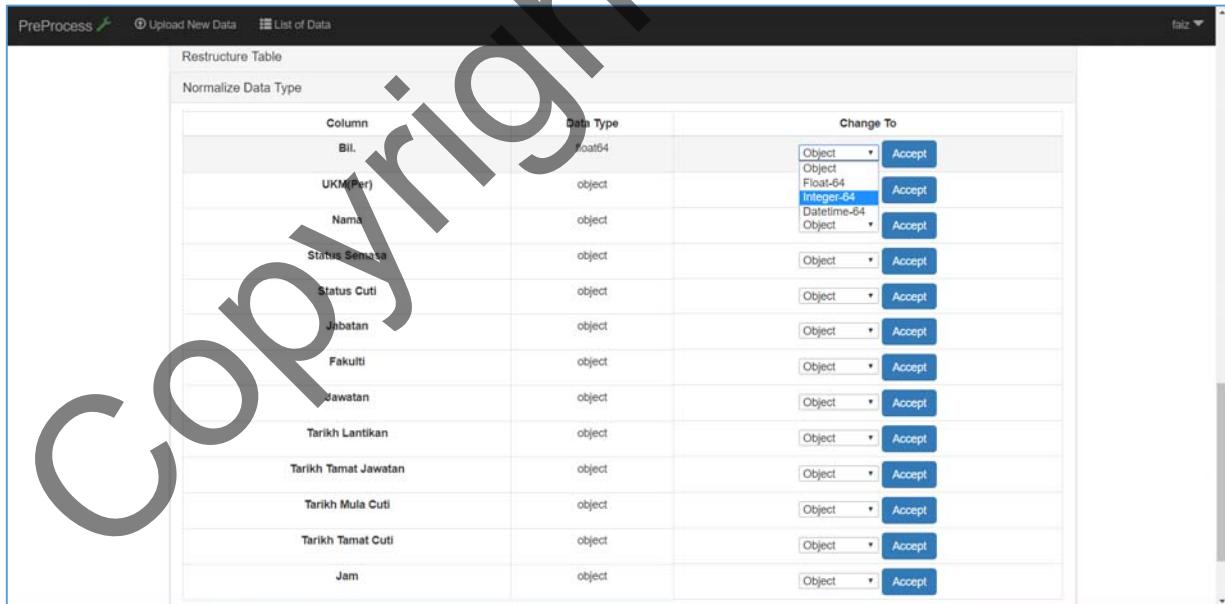 PreProcess Upload New Data List of Data faiz
Restructure Table
Normalize Data Type
Column Data Type Change To
Bil. float64 Object Accept
Object
Float-64
UKM(Per) object Accept
Integer-64
Datetime-64
Nama object Object Accept
Status Semasa object Object Accept
Status Cuti object Object Accept
Jabatan object Object Accept
Fakulti object Object Accept
Jawatan object Object Accept
Tarikh Lantikan object Object Accept
Tarikh Tamat Jawatan object Object Accept
Tarikh Mula Cuti object Object Accept
Tarikh Tamat Cuti object Object Accept
Jam object Object Accept
Copyrigh